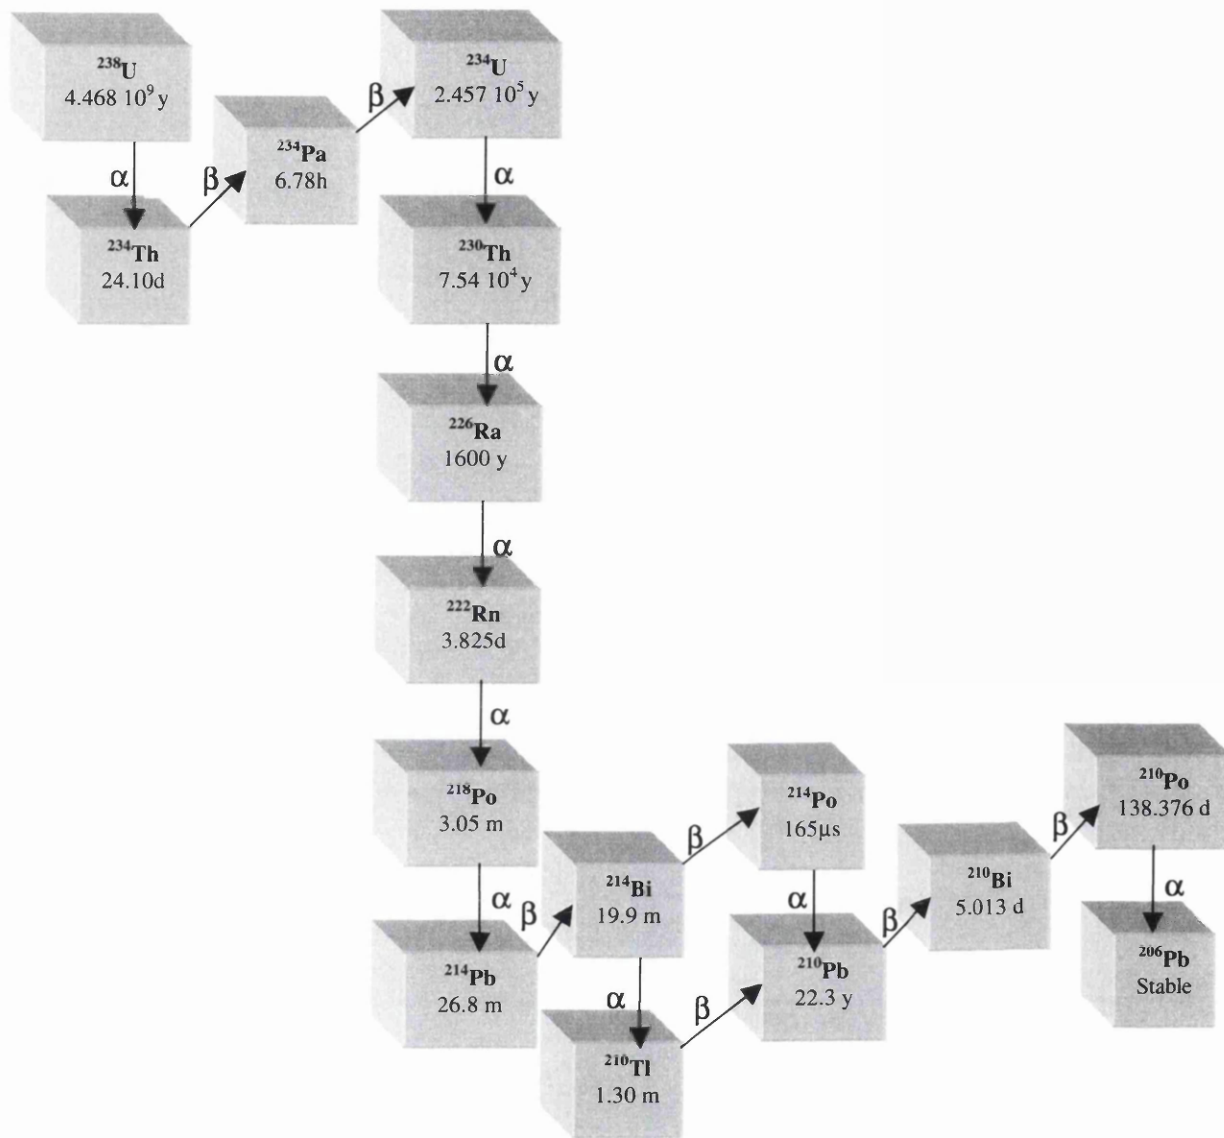 ²³⁸U
4.468 10⁹ y
α
²³⁴Th
24.10d
β
²³⁴Pa
6.78h
β
²³⁴U
2.457 10⁵ y
α
²³⁰Th
7.54 10⁴ y
α
²²⁶Ra
1600 y
α
²²²Rn
3.825d
α
²¹⁸Po
3.05 m
α
²¹⁴Pb
26.8 m
β
²¹⁴Bi
19.9 m
β
²¹⁴Po
165μs
α
α
²¹⁰Tl
1.30 m
β
²¹⁰Pb
22.3 y
β
²¹⁰Bi
5.013 d
β
²¹⁰Po
138.376 d
α
²⁰⁶Pb
Stable